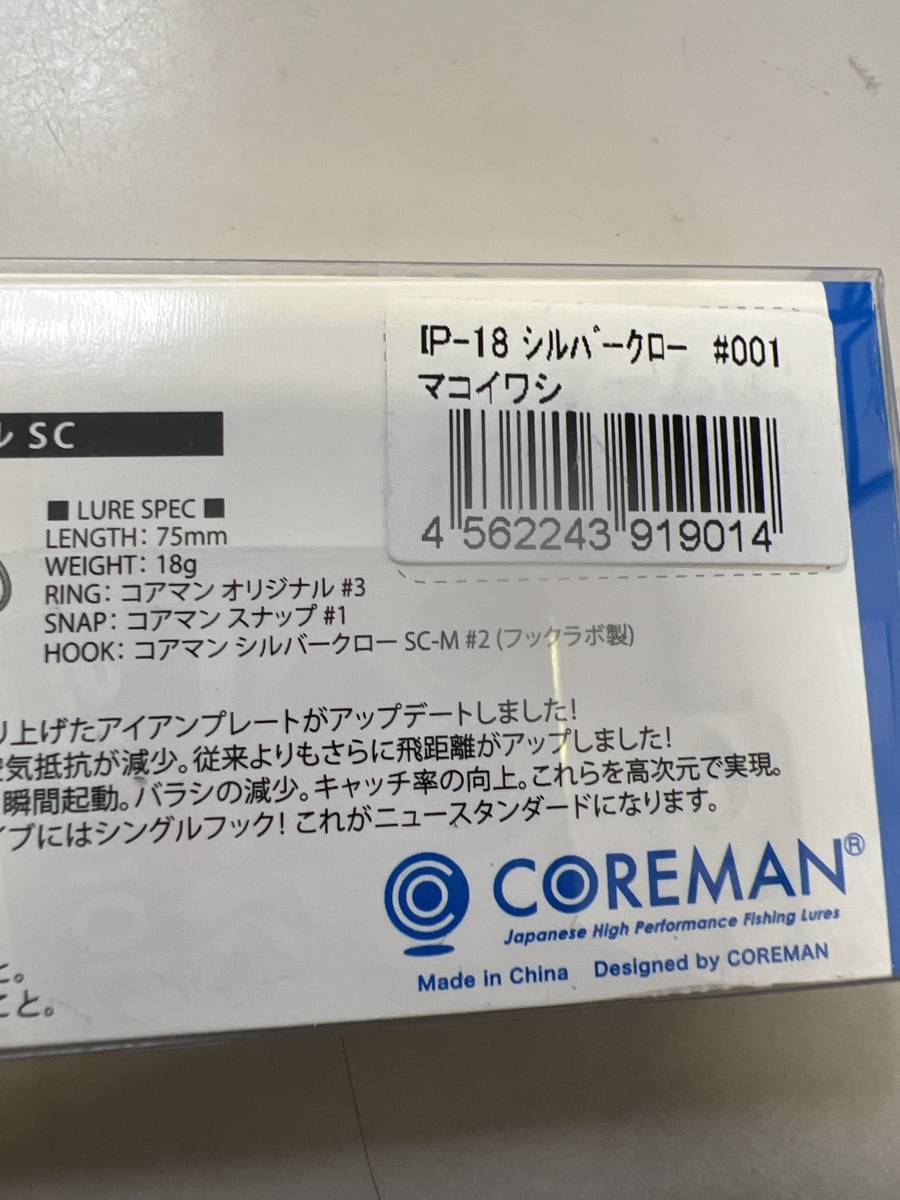 IP-18 シルバークロー #001
マコイワシ
4 562243 919014
ル SC
■ LURE SPEC ■
LENGTH: 75mm
WEIGHT: 18g
RING: コアマン オリジナル #3
SNAP: コアマン スナップ #1
HOOK: コアマン シルバークロー SC-M #2 (フックラボ製)
り上げたアイアンプレートがアップデートしました!
空気抵抗が減少。従来よりもさらに飛距離がアップしました!
瞬間起動。バラシの減少。キャッチ率の向上。これらを高次元で実現。
イブにはシングルフック! これがニュースタンダードになります。
COREMAN®
Japanese High Performance Fishing Lures
Made in China Designed by COREMAN
と。
こと。